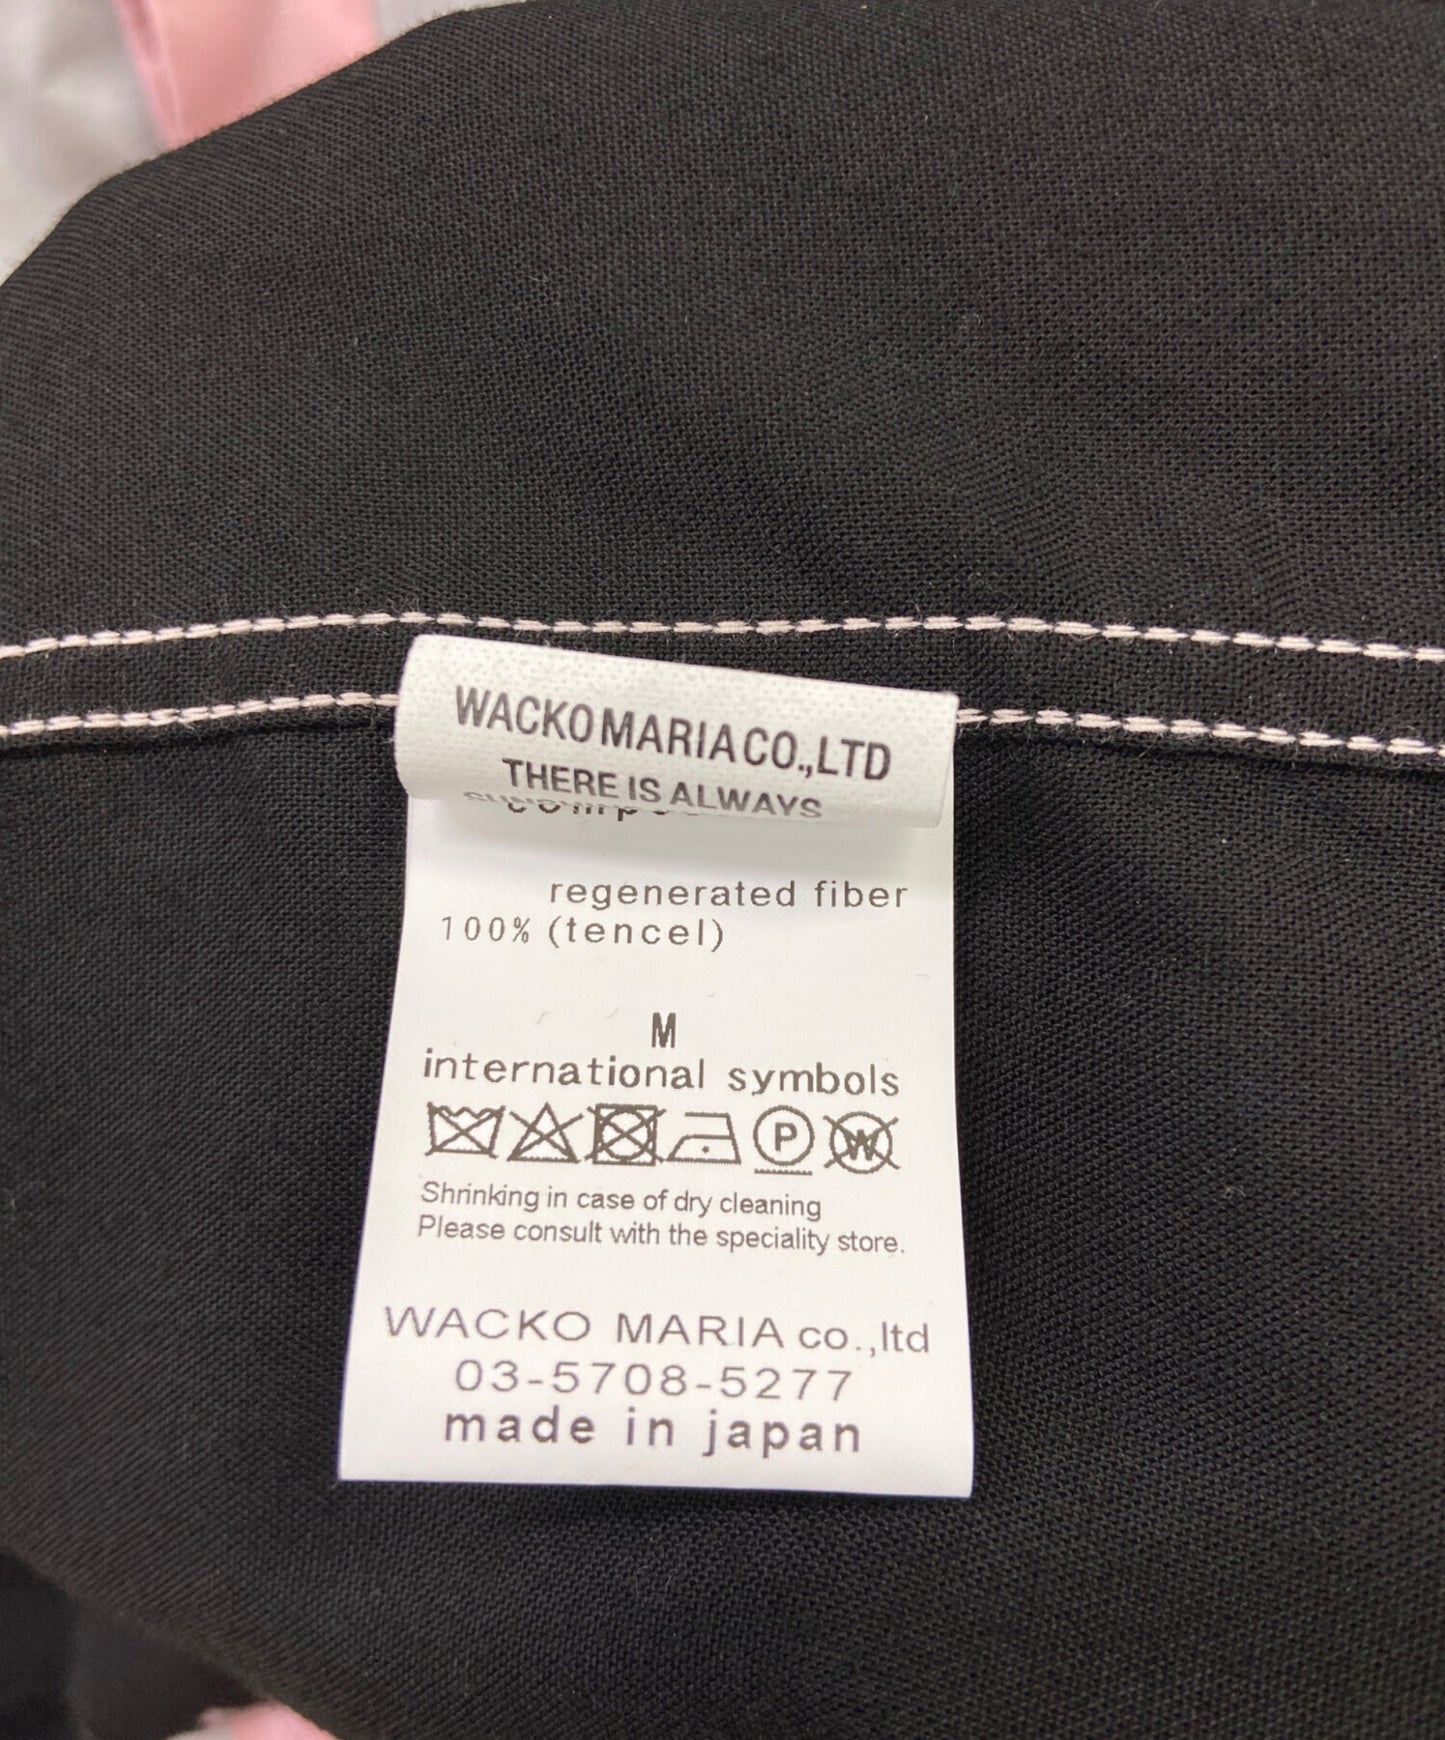 WACKO MARIA CO.,LTD
THERE IS ALWAYS
regenerated fiber
100% (tencel)
M
international symbols
P W
Shrinking in case of dry cleaning
Please consult with the speciality store.
WACKO MARIA co.,ltd
03-5708-5277
made in japan